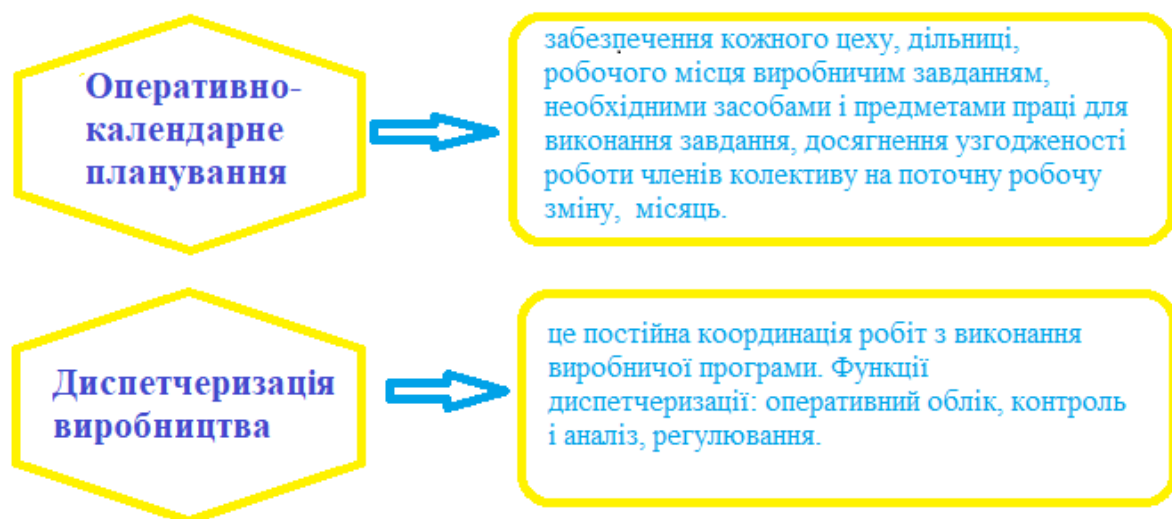 Оперативно-
календарне
планування
забезпечення кожного цеху, дільниці,
робочого місця виробничим завданням,
необхідними засобами і предметами праці для
виконання завдання, досягнення узгодженості
роботи членів колективу на поточну робочу
зміну, місяць.
Диспетчеризація
виробництва
це постійна координація робіт з виконання
виробничої програми. Функції
диспетчеризації: оперативний облік, контроль
і аналіз, регулювання.